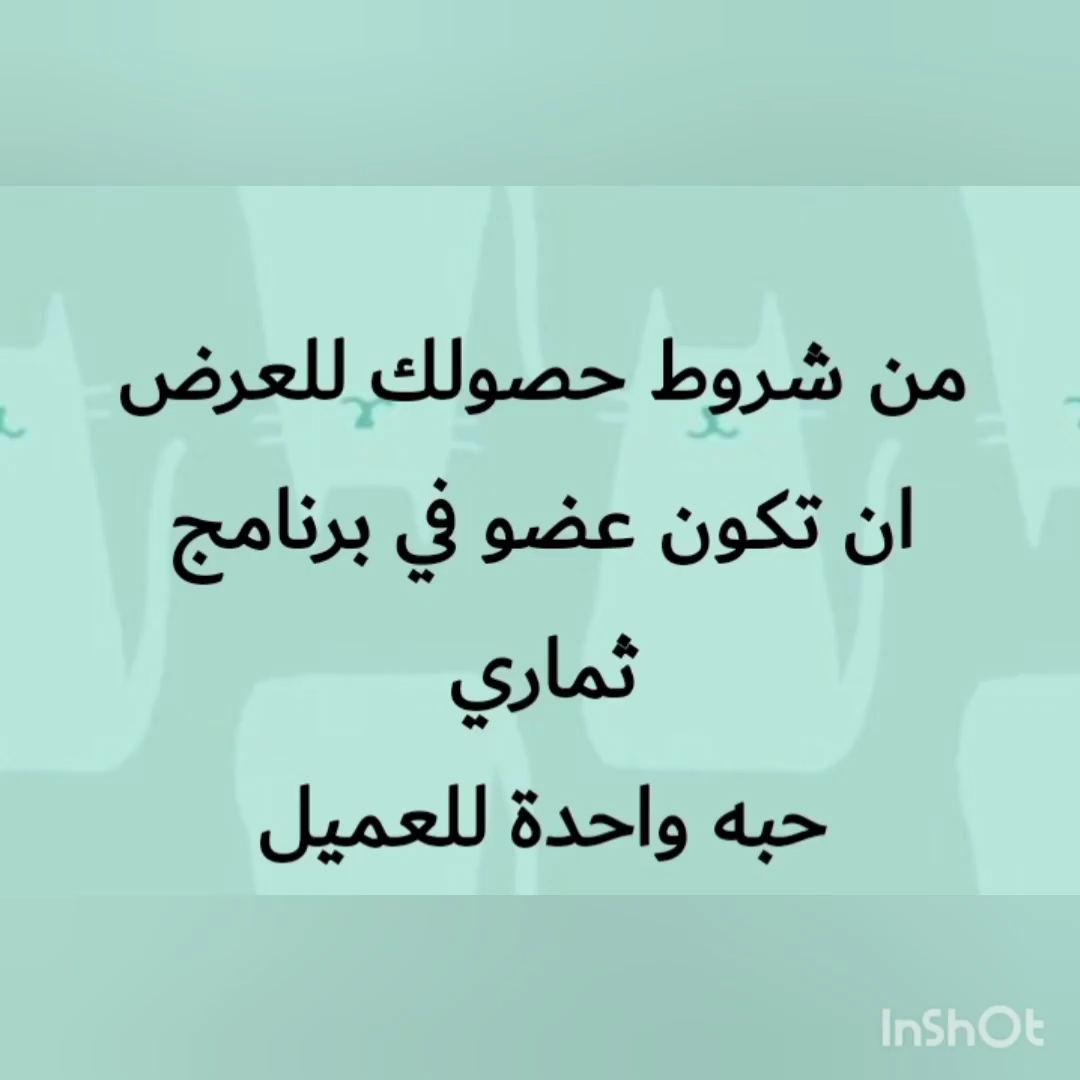 من شروط حصولك للعرض
ان تكون عضو في برنامج
ثماري
حبه واحدة للعميل
InShOt